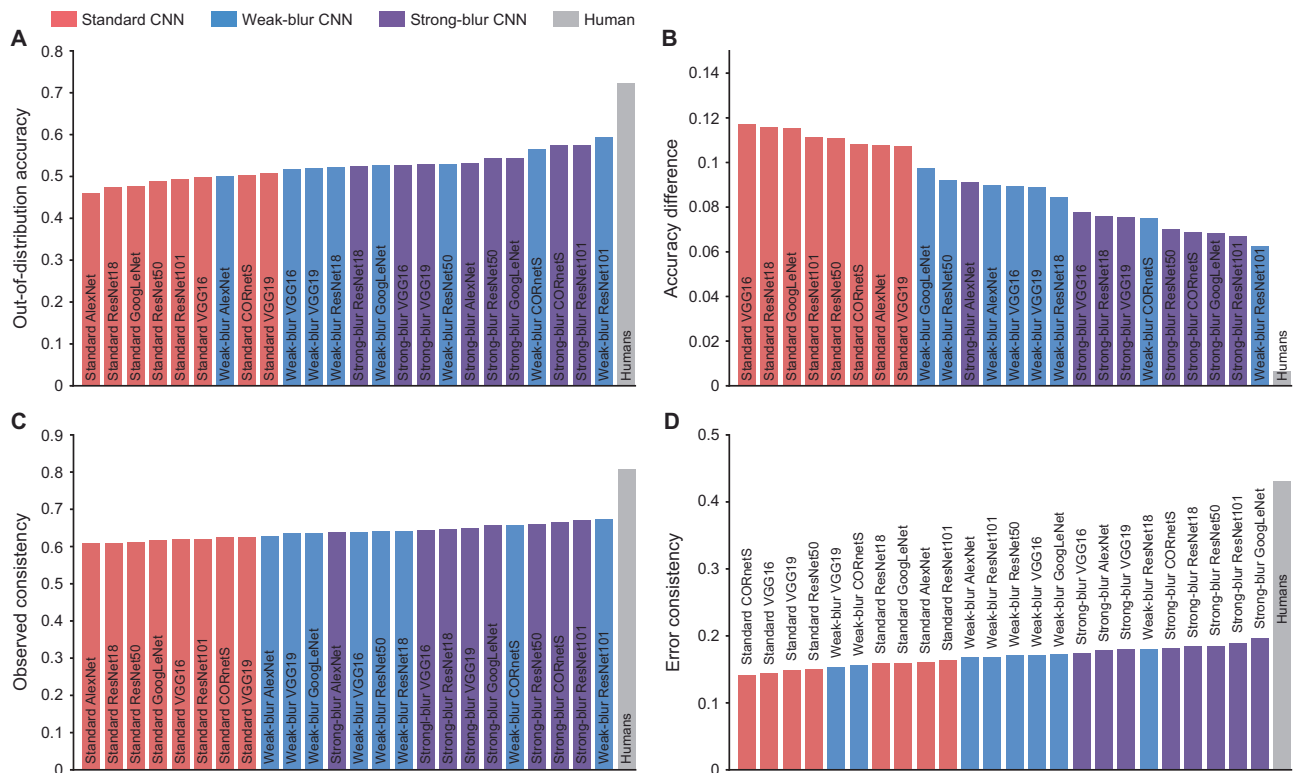 Standard CNN Weak-blur CNN Strong-blur CNN Human
A
Out-of-distribution accuracy
0.8
0.7
0.6
0.5
0.4
0.3
0.2
0.1
0
Standard AlexNet
Standard ResNet18
Standard GoogLeNet
Standard ResNet50
Standard ResNet101
Standard VGG16
Weak-blur AlexNet
Standard CORnetS
Standard VGG19
Weak-blur VGG16
Weak-blur VGG19
Weak-blur ResNet18
Strong-blur ResNet18
Weak-blur GoogLeNet
Strong-blur VGG16
Strong-blur VGG19
Weak-blur ResNet50
Strong-blur AlexNet
Strong-blur ResNet50
Strong-blur GoogLeNet
Weak-blur CORnetS
Strong-blur CORnetS
Strong-blur ResNet101
Weak-blur ResNet101
Humans
B
Accuracy difference
0.14
0.12
0.1
0.08
0.06
0.04
0.02
0
Standard VGG16
Standard ResNet18
Standard GoogLeNet
Standard ResNet101
Standard ResNet50
Standard CORnetS
Standard AlexNet
Standard VGG19
Weak-blur GoogLeNet
Weak-blur ResNet50
Strong-blur AlexNet
Weak-blur AlexNet
Weak-blur VGG16
Weak-blur VGG19
Weak-blur ResNet18
Strong-blur VGG16
Strong-blur ResNet18
Strong-blur VGG19
Weak-blur CORnetS
Strong-blur ResNet50
Strong-blur CORnetS
Strong-blur GoogLeNet
Strong-blur ResNet101
Weak-blur ResNet101
Humans
C
Observed consistency
0.9
0.8
0.7
0.6
0.5
0.4
0.3
0.2
0.1
0
Standard AlexNet
Standard ResNet18
Standard ResNet50
Standard GoogLeNet
Standard VGG16
Standard ResNet101
Standard CORnetS
Standard VGG19
Weak-blur AlexNet
Weak-blur VGG19
Weak-blur GoogLeNet
Strong-blur AlexNet
Weak-blur VGG16
Weak-blur ResNet50
Weak-blur ResNet18
Strongl-blur VGG16
Strong-blur ResNet18
Strong-blur VGG19
Strong-blur GoogLeNet
Weak-blur CORnetS
Strong-blur ResNet50
Strong-blur CORnetS
Strong-blur ResNet101
Weak-blur ResNet101
Humans
D
Error consistency
0.5
0.4
0.3
0.2
0.1
0
Standard CORnetS
Standard VGG16
Standard VGG19
Standard ResNet50
Weak-blur VGG19
Weak-blur CORnetS
Standard ResNet18
Standard GoogLeNet
Standard AlexNet
Standard ResNet101
Weak-blur AlexNet
Weak-blur ResNet101
Weak-blur ResNet50
Weak-blur VGG16
Weak-blur GoogLeNet
Strong-blur VGG16
Strong-blur AlexNet
Strong-blur VGG19
Weak-blur ResNet18
Strong-blur CORnetS
Strong-blur ResNet18
Strong-blur ResNet50
Strong-blur ResNet101
Strong-blur GoogLeNet
Humans